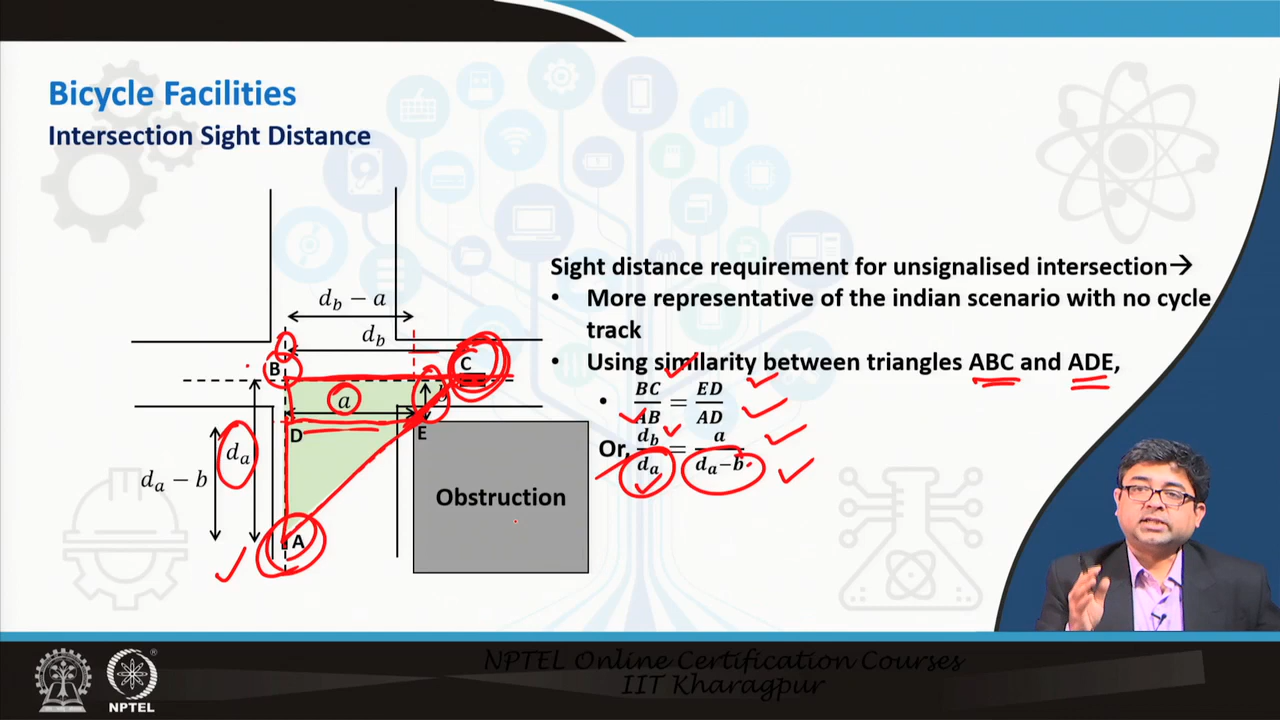 Bicycle Facilities
Intersection Sight Distance
d_b − a
d_b
B
C
a
b
D
E
d_a
d_a − b
Obstruction
A
Sight distance requirement for unsignalised intersection→
• More representative of the indian scenario with no cycle
track
• Using similarity between triangles ABC and ADE,
• BC/AB = ED/AD
Or, d_b/d_a = a/(d_a−b)
NPTEL Online Certification Courses
IIT Kharagpur
NPTEL